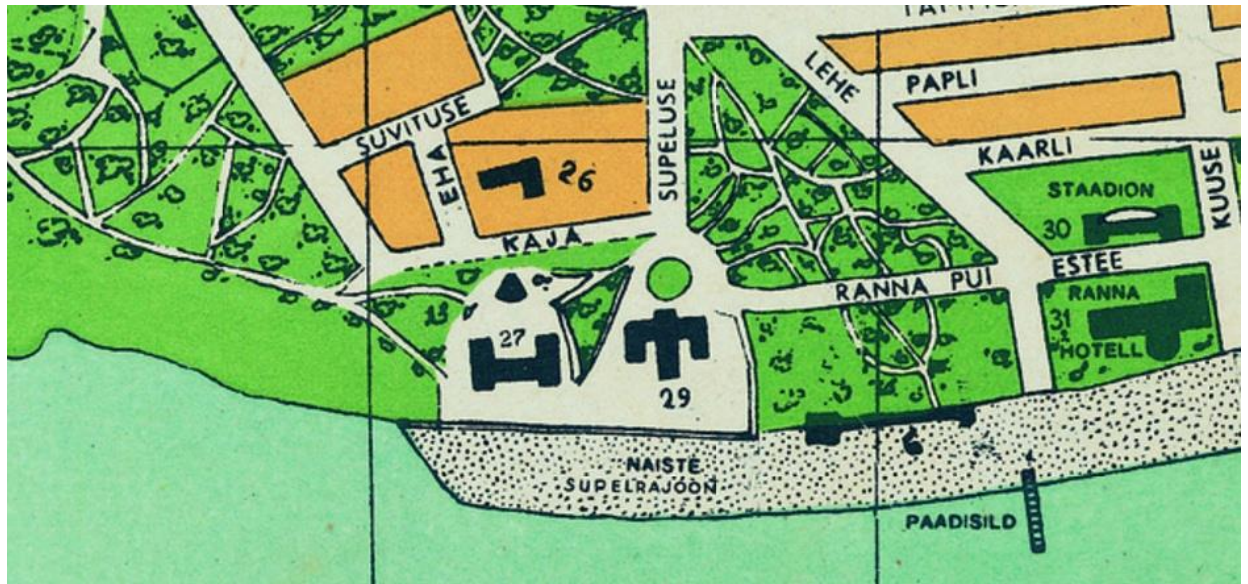 LEHE
PAPLI
SUVITUSE
SUPELUSE
KAARLI
EHA
26
STAADION
KUUSE
30
KAJA
ESTEE
RANNA PUI
RANNA
31
HOTELL
13
27
29
NAISTE
SUPELRAJOON
PAADISILD